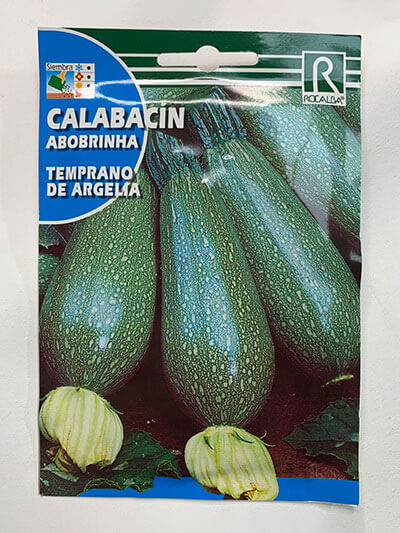 Siembra
CALABACÍN
ABOBRINHA
TEMPRANO
DE ARGELIA
R
ROCALBA